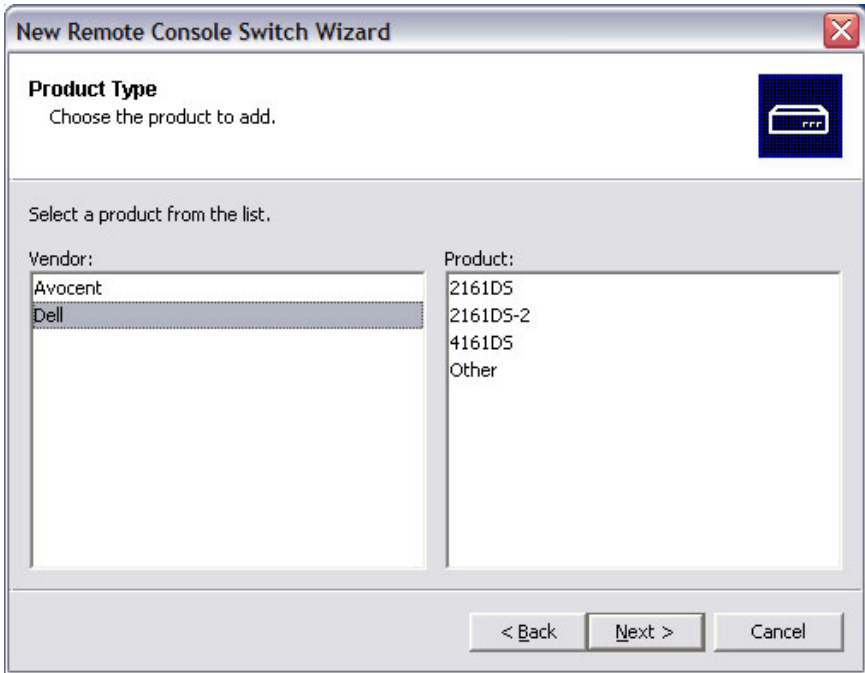 New Remote Console Switch Wizard
Product Type
Choose the product to add.
Select a product from the list.
Vendor:
Avocent
Dell
Product:
2161DS
2161DS-2
4161DS
Other
< Back
Next >
Cancel